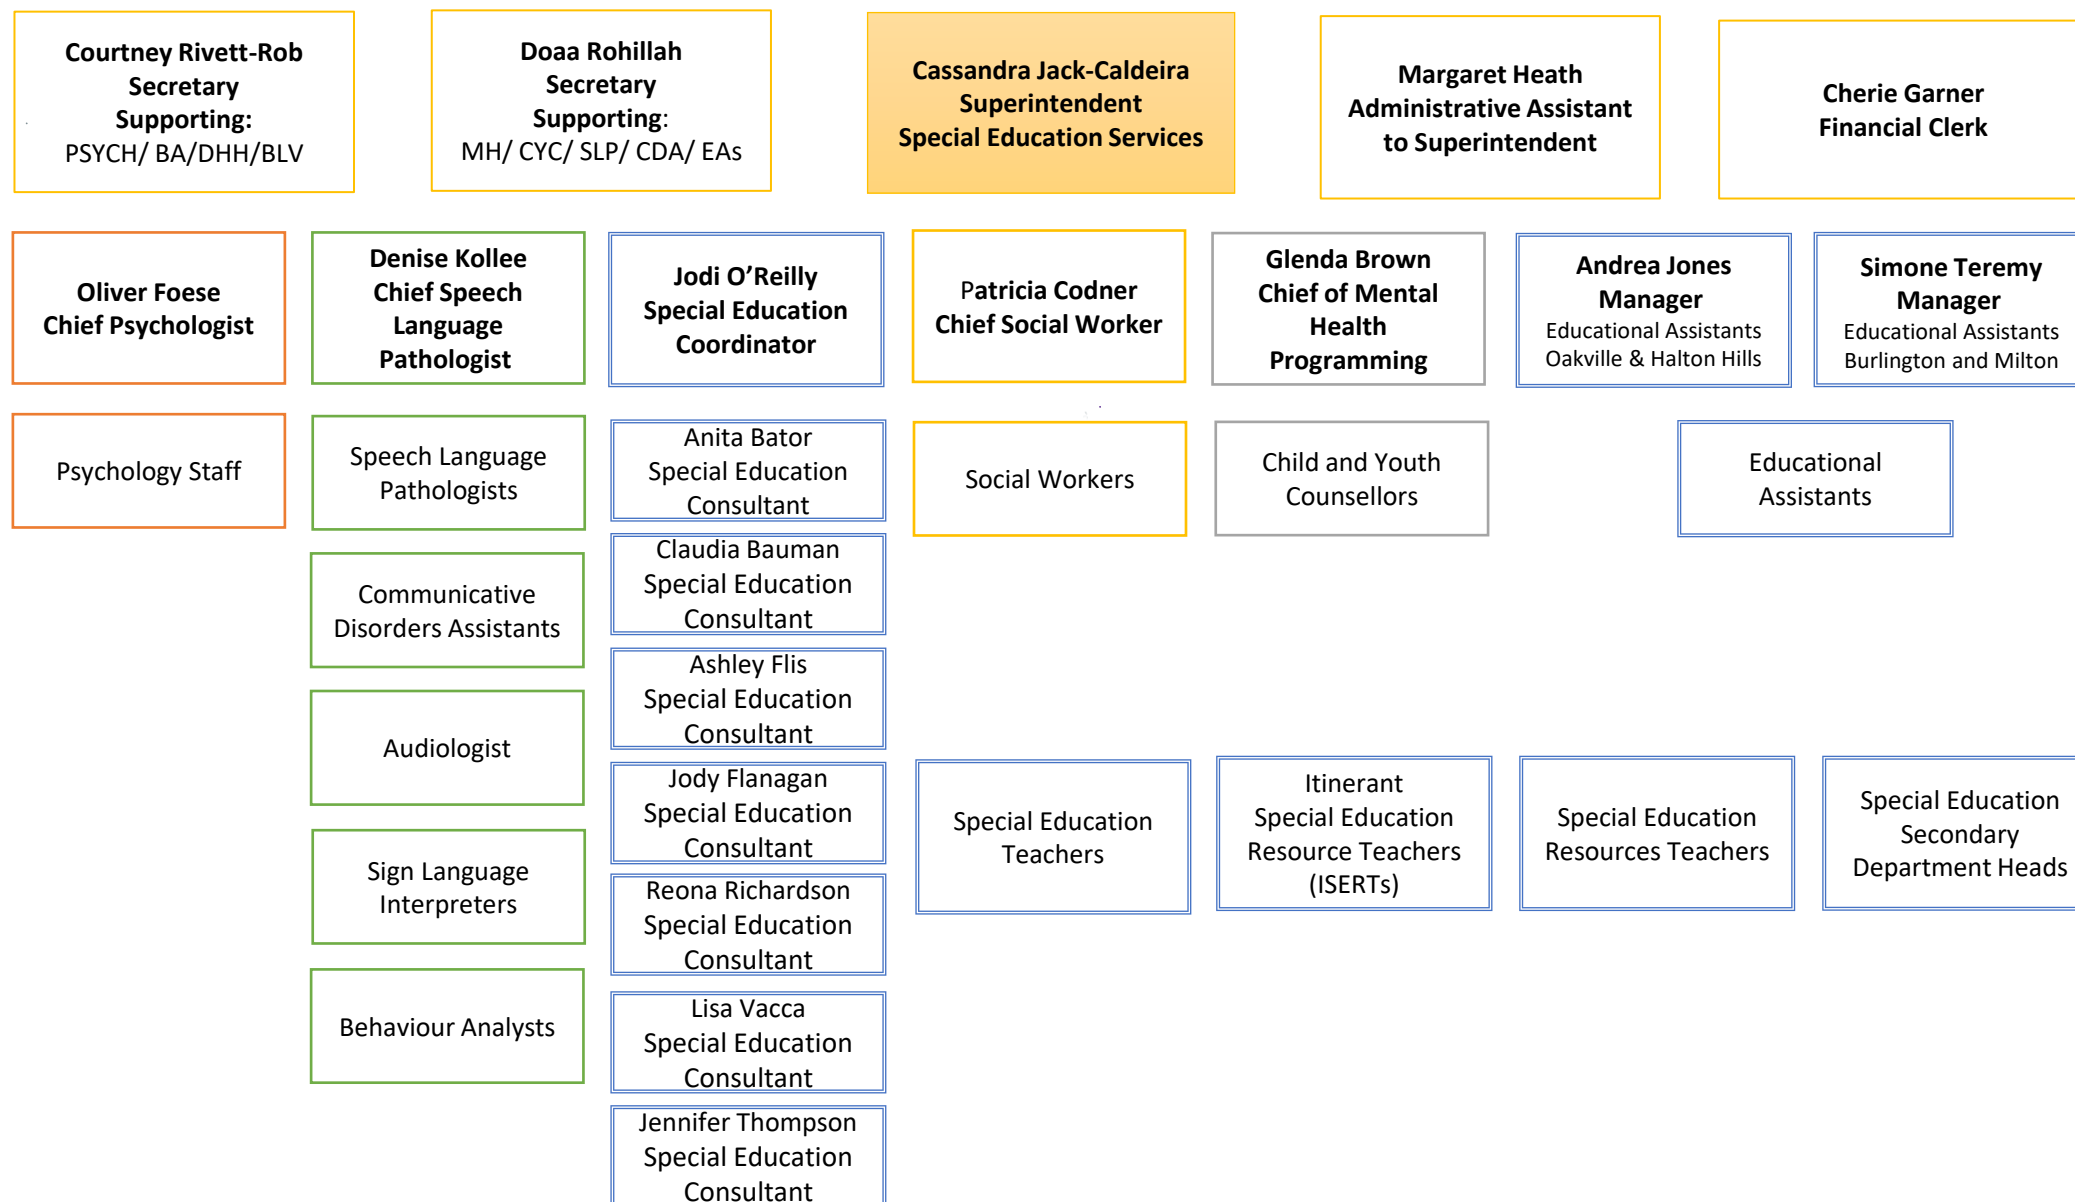 Courtney Rivett-Rob
Secretary
Supporting:
PSYCH/ BA/DHH/BLV
Doaa Rohillah
Secretary
Supporting:
MH/ CYC/ SLP/ CDA/ EAs
Cassandra Jack-Caldeira
Superintendent
Special Education Services
Margaret Heath
Administrative Assistant
to Superintendent
Cherie Garner
Financial Clerk
Oliver Foese
Chief Psychologist
Denise Kollee
Chief Speech
Language
Pathologist
Jodi O’Reilly
Special Education
Coordinator
Patricia Codner
Chief Social Worker
Glenda Brown
Chief of Mental
Health
Programming
Andrea Jones
Manager
Educational Assistants
Oakville & Halton Hills
Simone Teremy
Manager
Educational Assistants
Burlington and Milton
Psychology Staff
Speech Language
Pathologists
Anita Bator
Special Education
Consultant
Social Workers
Child and Youth
Counsellors
Educational
Assistants
Communicative
Disorders Assistants
Claudia Bauman
Special Education
Consultant
Ashley Flis
Special Education
Consultant
Audiologist
Jody Flanagan
Special Education
Consultant
Special Education
Teachers
Itinerant
Special Education
Resource Teachers
(ISERTs)
Special Education
Resources Teachers
Special Education
Secondary
Department Heads
Sign Language
Interpreters
Reona Richardson
Special Education
Consultant
Behaviour Analysts
Lisa Vacca
Special Education
Consultant
Jennifer Thompson
Special Education
Consultant